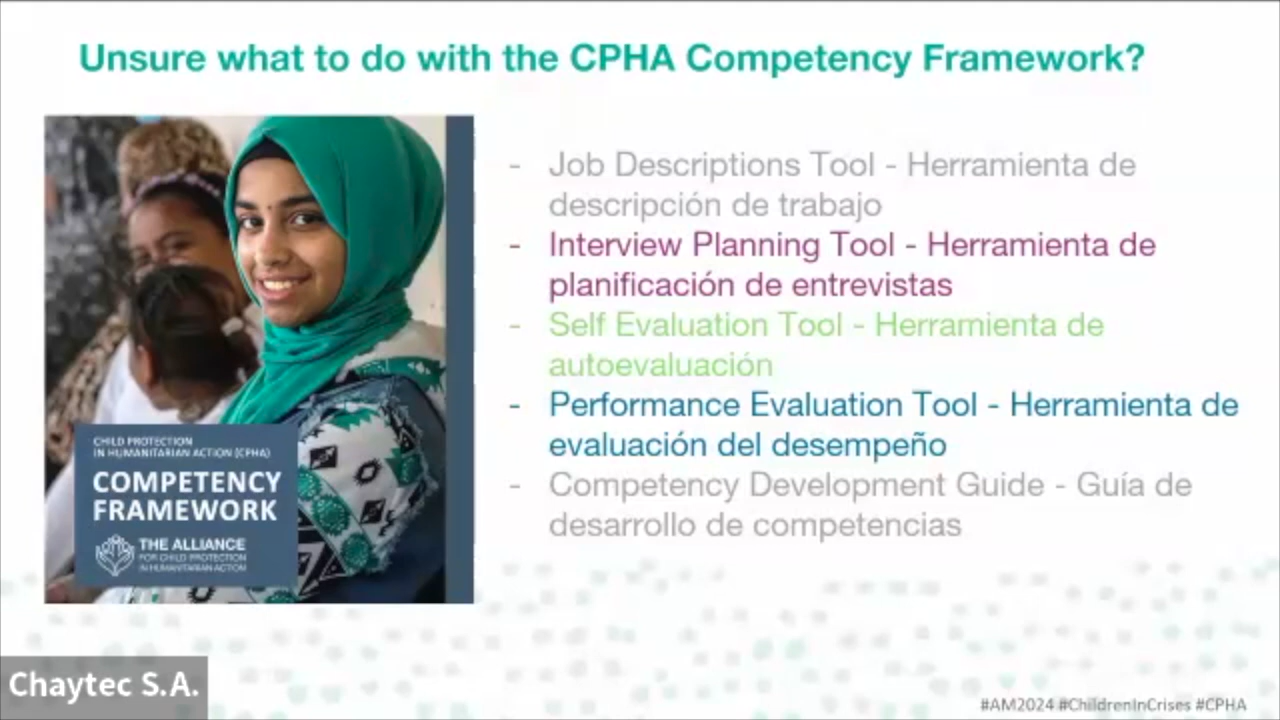 Unsure what to do with the CPHA Competency Framework?
- Job Descriptions Tool - Herramienta de
descripción de trabajo
- Interview Planning Tool - Herramienta de
planificación de entrevistas
- Self Evaluation Tool - Herramienta de
autoevaluación
- Performance Evaluation Tool - Herramienta de
evaluación del desempeño
- Competency Development Guide - Guía de
desarrollo de competencias
CHILD PROTECTION
IN HUMANITARIAN ACTION (CPHA)
COMPETENCY
FRAMEWORK
THE ALLIANCE
FOR CHILD PROTECTION
IN HUMANITARIAN ACTION
Chaytec S.A.
#AM2024 #ChildrenInCrises #CPHA